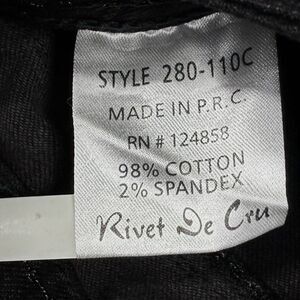 STYLE 280-110C
MADE IN P.R.C.
RN # 124858
98% COTTON
2% SPANDEX
Rivet De Cru